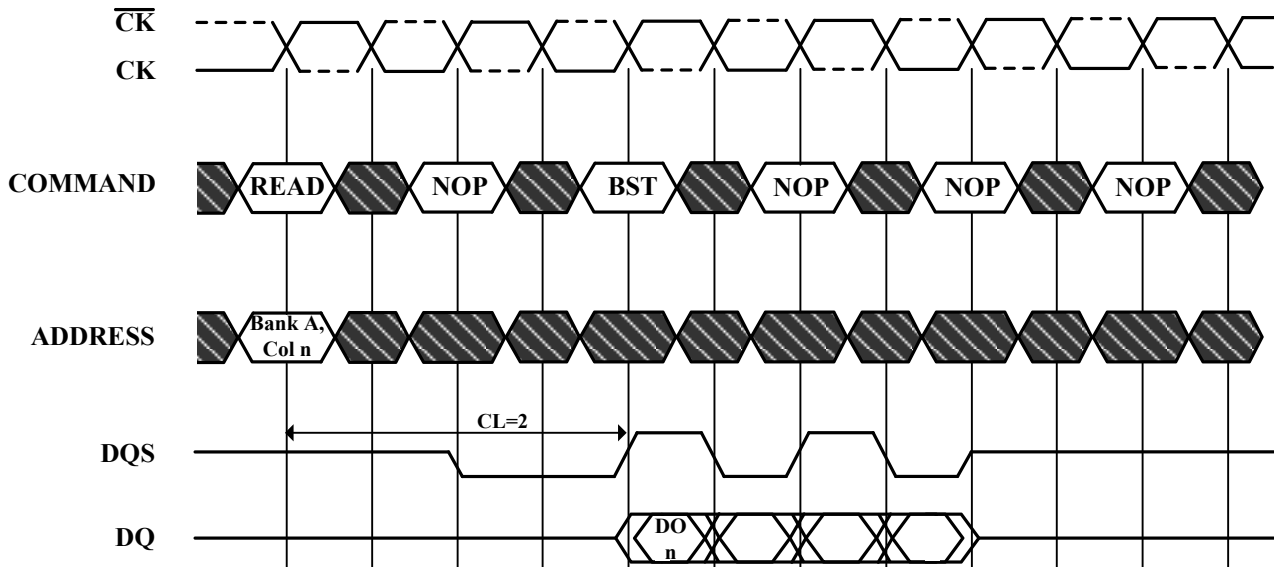 CK
CK
COMMAND READ NOP BST NOP NOP NOP
ADDRESS Bank A,
Col n
CL=2
DQS
DO
n
DQ